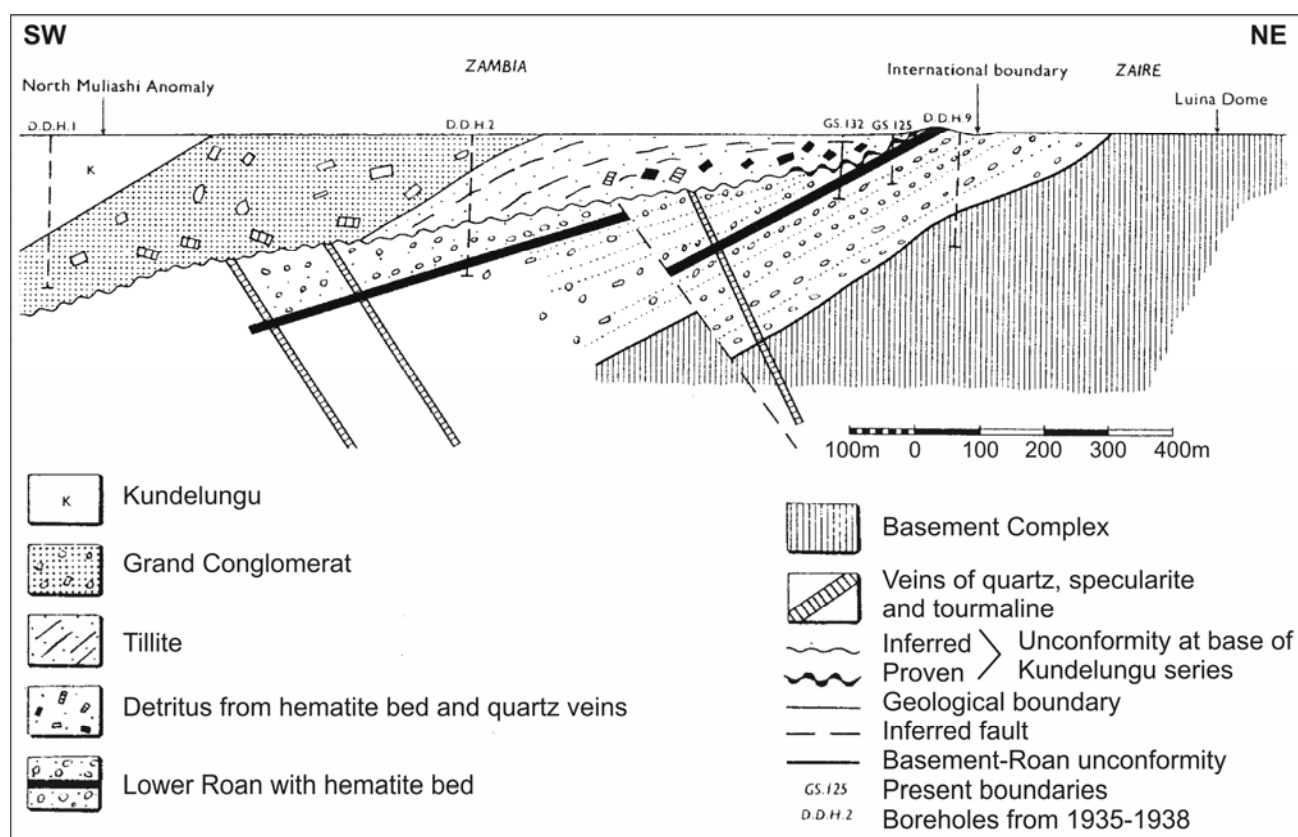 SW
NE
ZAMBIA
ZAIRE
North Muliashi Anomaly
International boundary
Luina Dome
D.D.H.1
D.D.H.2
GS.132
GS.125
D.D.H.9
K
100m 0 100 200 300 400m
K
Kundelungu
Grand Conglomerat
Tillite
Detritus from hematite bed and quartz veins
Lower Roan with hematite bed
Basement Complex
Veins of quartz, specularite
and tourmaline
Inferred
Proven
Unconformity at base of
Kundelungu series
Geological boundary
Inferred fault
Basement-Roan unconformity
GS.125 Present boundaries
D.D.H.2 Boreholes from 1935-1938